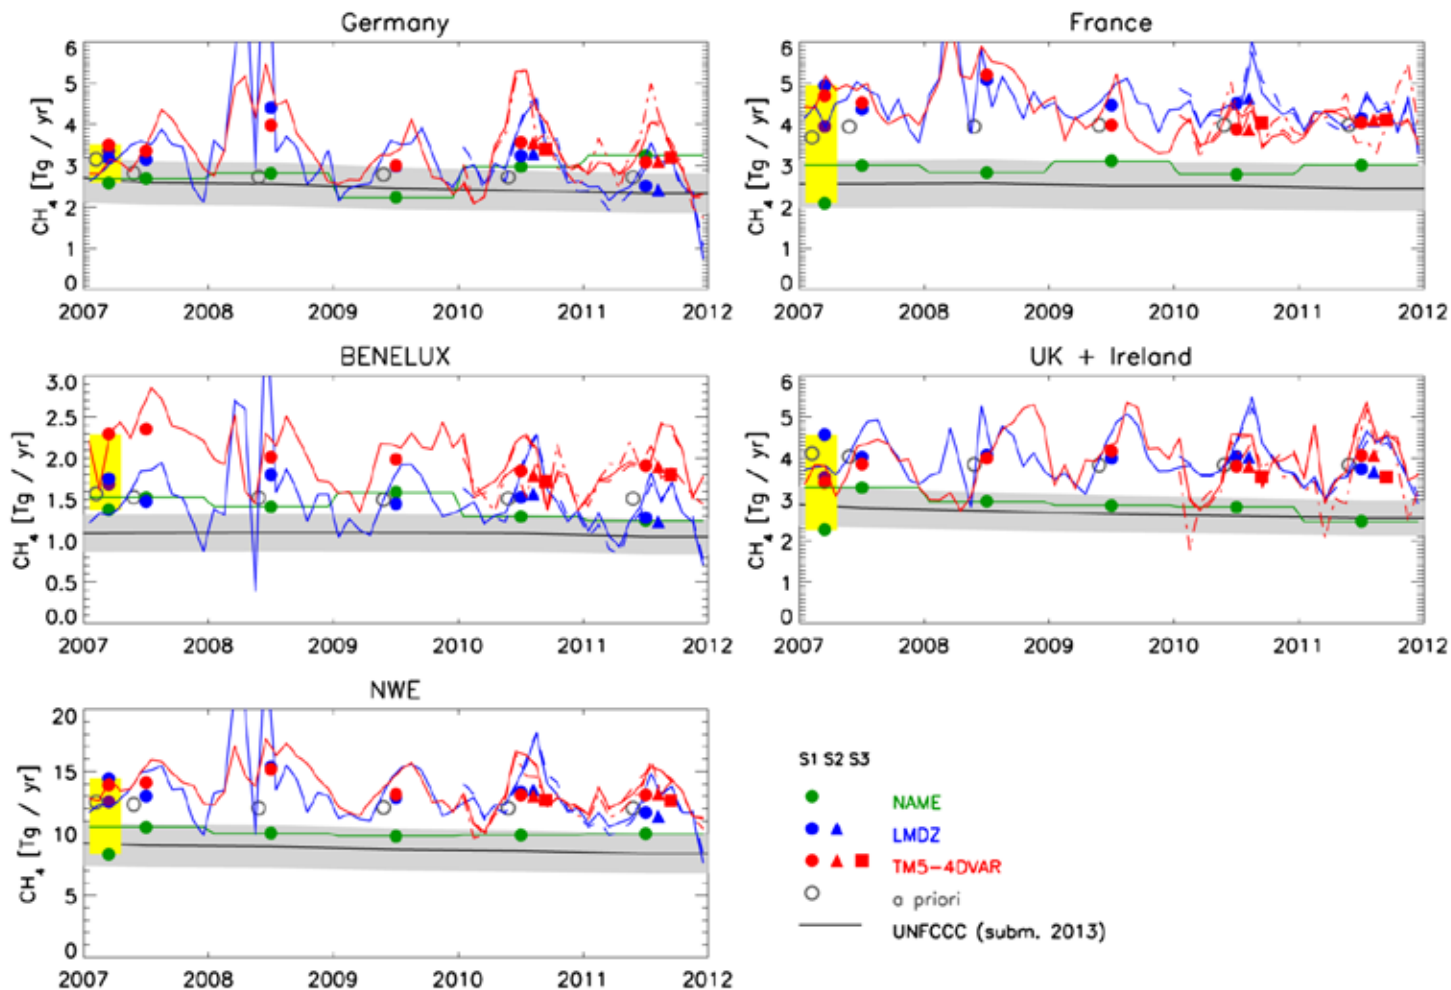 Germany
CH4 [Tg / yr]
6
5
4
3
2
1
0
2007 2008 2009 2010 2011 2012
France
CH4 [Tg / yr]
6
5
4
3
2
1
0
2007 2008 2009 2010 2011 2012
BENELUX
CH4 [Tg / yr]
3.0
2.5
2.0
1.5
1.0
0.5
0.0
2007 2008 2009 2010 2011 2012
UK + Ireland
CH4 [Tg / yr]
6
5
4
3
2
1
0
2007 2008 2009 2010 2011 2012
NWE
CH4 [Tg / yr]
20
15
10
5
0
2007 2008 2009 2010 2011 2012
S1 S2 S3
NAME
LMDZ
TM5-4DVAR
a priori
UNFCCC (subm. 2013)